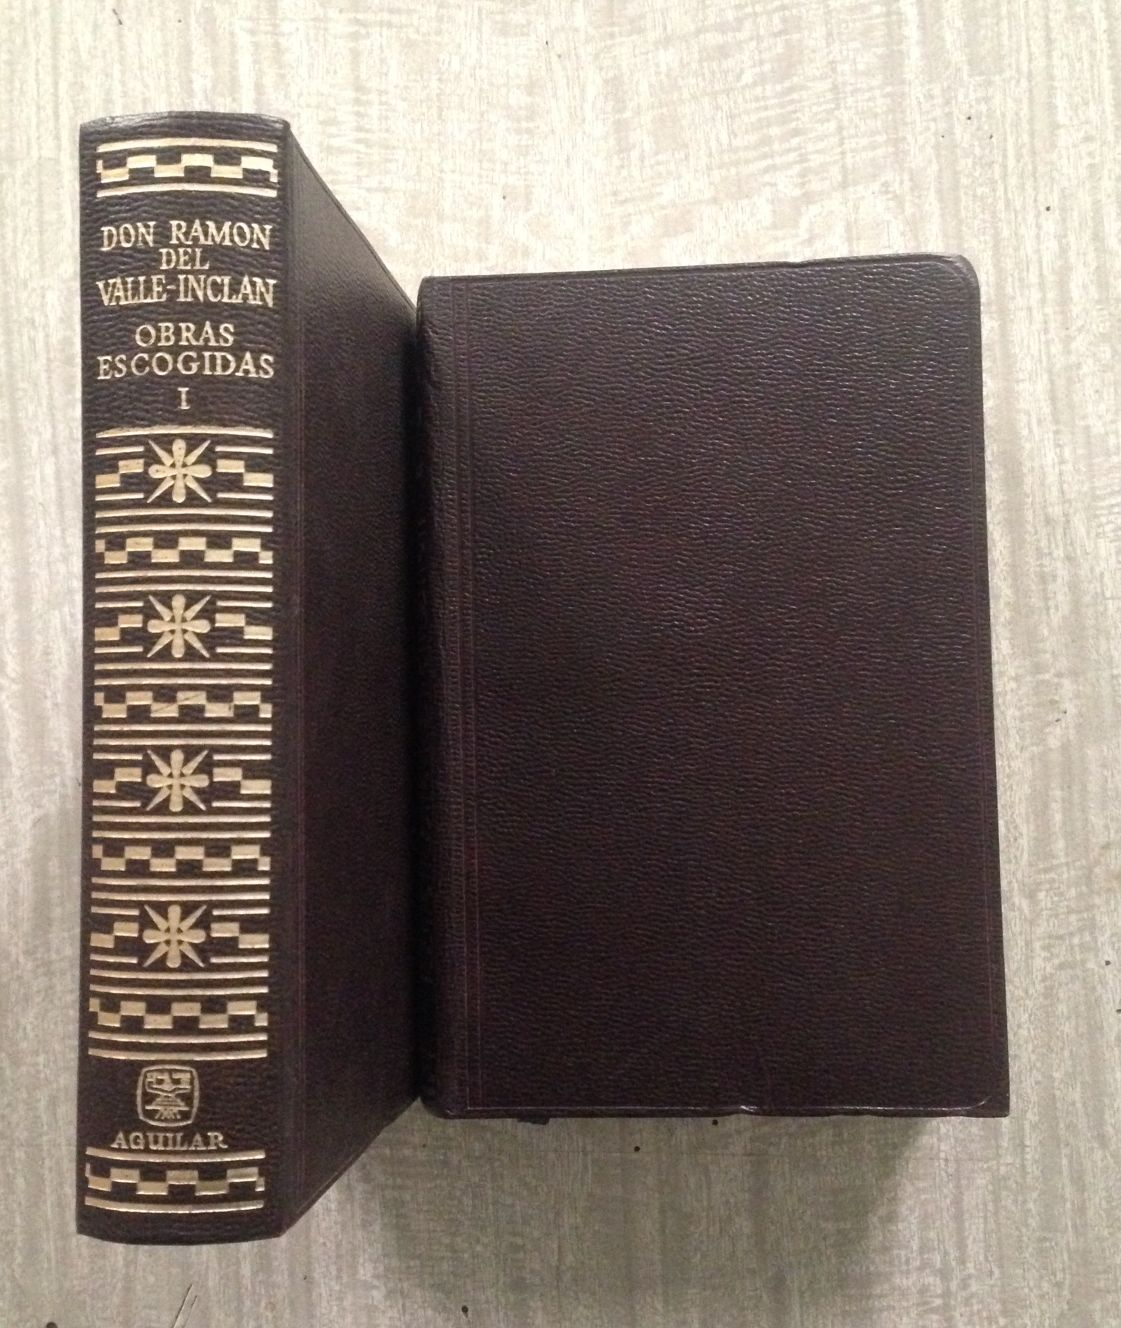 DON RAMON
DEL
VALLE-INCLAN
OBRAS
ESCOGIDAS
I
AGUILAR